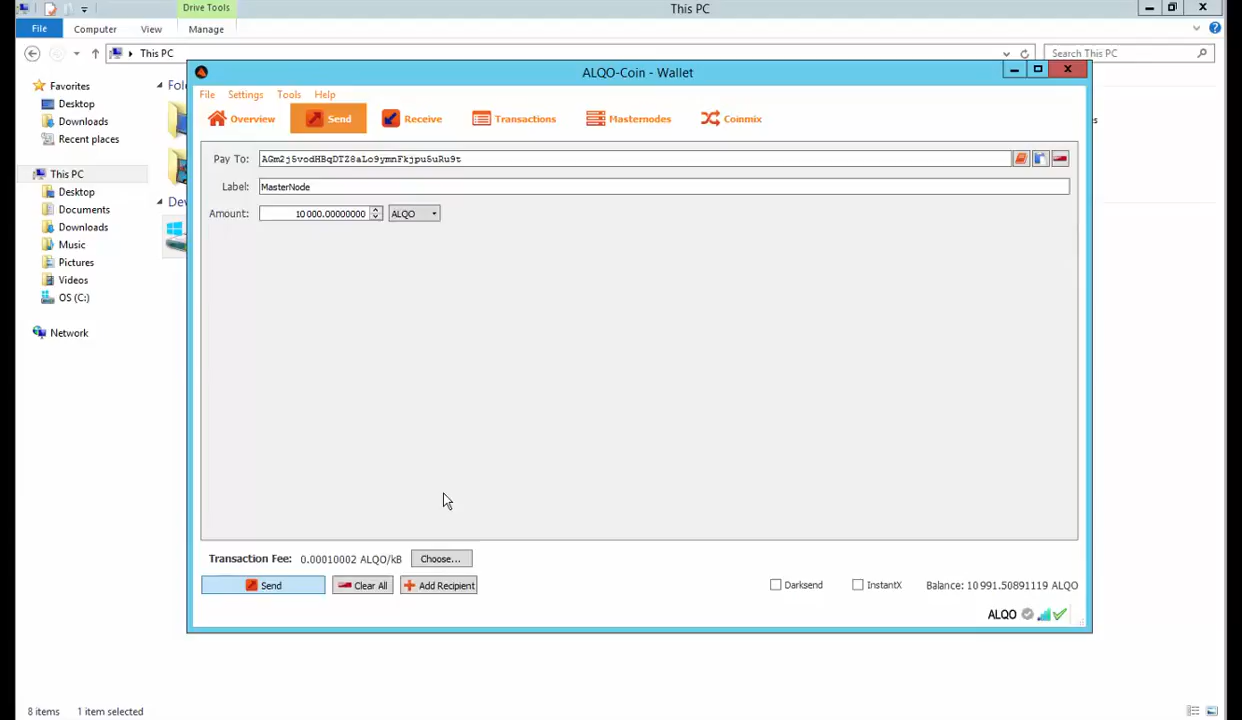 Drive Tools
This PC
File Computer View Manage
This PC
Search This PC
Favorites
Desktop
Downloads
Recent places
This PC
Desktop
Documents
Downloads
Music
Pictures
Videos
OS (C:)
Network
ALQO-Coin - Wallet
File Settings Tools Help
Overview Send Receive Transactions Masternodes Coinmix
Pay To: AGm2j5vodHBqDTZ8aLo9ymnFkjpu5uRu9t
Label: MasterNode
Amount: 10 000.00000000 ALQO
Transaction Fee: 0.00010002 ALQO/kB Choose...
Send Clear All Add Recipient Darksend InstantX Balance: 10 991.50891119 ALQO
ALQO
8 items 1 item selected